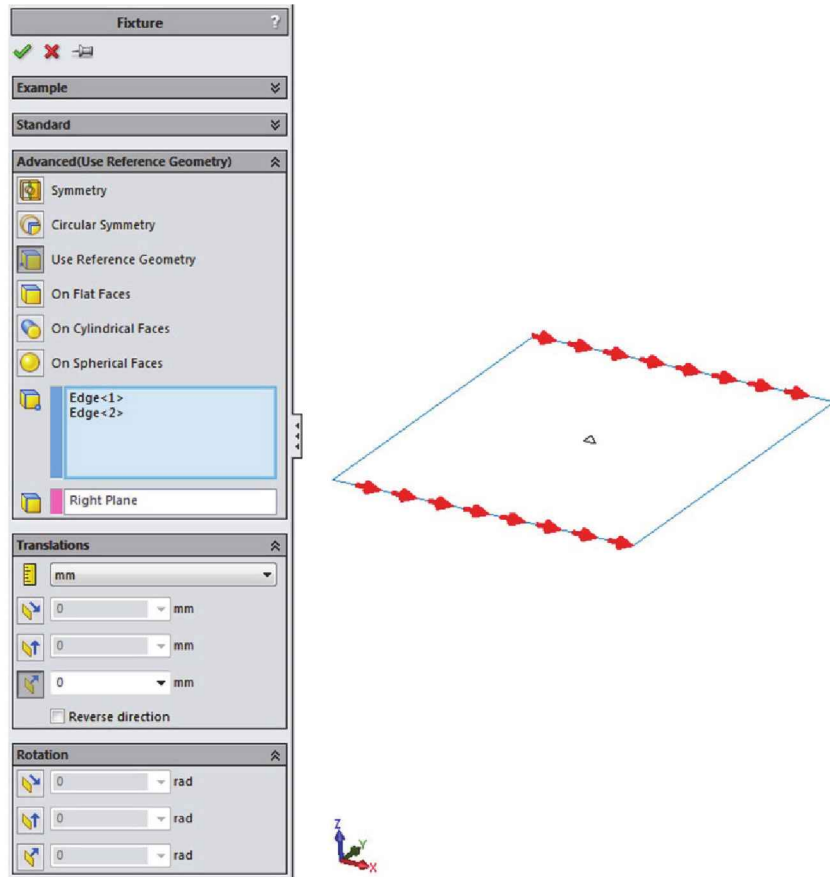 Fixture ?
Example
Standard
Advanced(Use Reference Geometry)
Symmetry
Circular Symmetry
Use Reference Geometry
On Flat Faces
On Cylindrical Faces
On Spherical Faces
Edge<1>
Edge<2>
Right Plane
Translations
mm
0 mm
0 mm
0 mm
Reverse direction
Rotation
0 rad
0 rad
0 rad
Z
Y
X